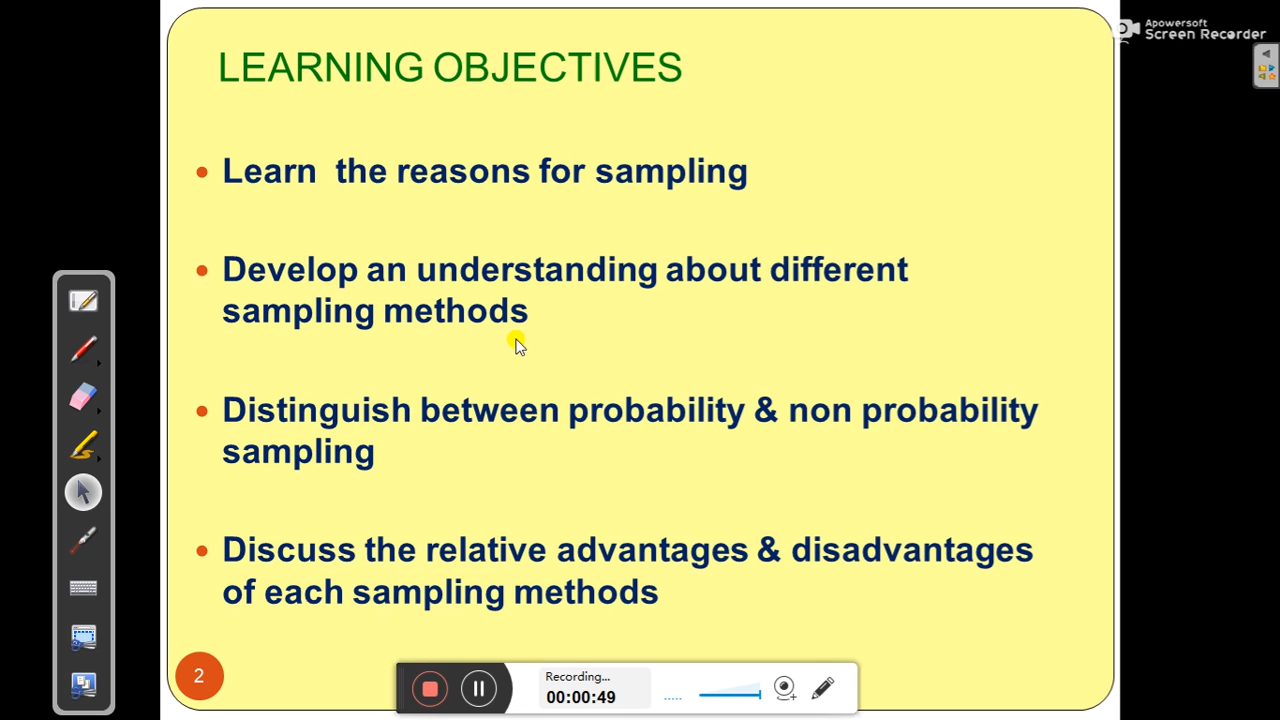 Apowersoft
Screen Recorder
LEARNING OBJECTIVES
• Learn  the reasons for sampling
• Develop an understanding about different
sampling methods
• Distinguish between probability & non probability
sampling
• Discuss the relative advantages & disadvantages
of each sampling methods
2
Recording...
00:00:49